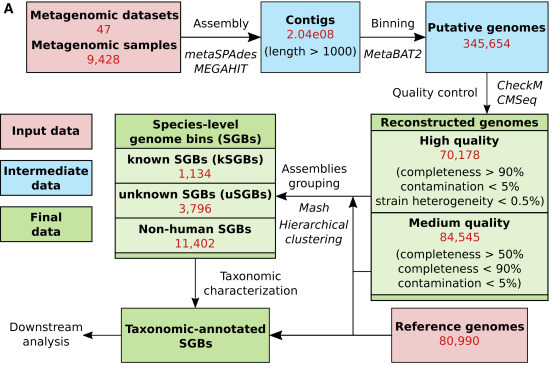 A
Metagenomic datasets
47
Metagenomic samples
9,428
Assembly
metaSPAdes
MEGAHIT
Contigs
2.04e08
(length > 1000)
Binning
MetaBAT2
Putative genomes
345,654
Quality control
CheckM
CMSeq
Input data
Intermediate
data
Final
data
Species-level
genome bins (SGBs)
known SGBs (kSGBs)
1,134
unknown SGBs (uSGBs)
3,796
Non-human SGBs
11,402
Assemblies
grouping
Mash
Hierarchical
clustering
Reconstructed genomes
High quality
70,178
(completeness > 90%
contamination < 5%
strain heterogeneity < 0.5%)
Medium quality
84,545
(completeness > 50%
completeness < 90%
contamination < 5%)
Taxonomic
characterization
Downstream
analysis
Taxonomic-annotated
SGBs
Reference genomes
80,990